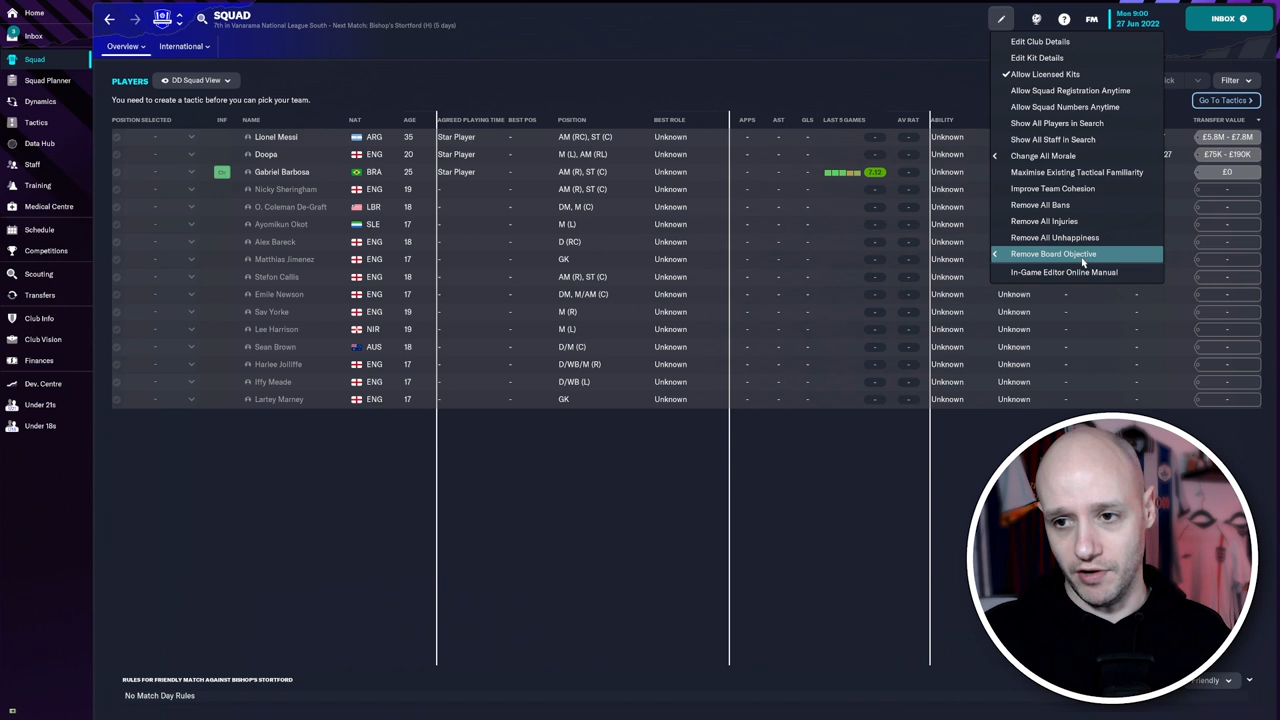 Home
3
Inbox
Squad
Squad Planner
Dynamics
Tactics
Data Hub
Staff
Training
Medical Centre
Schedule
Competitions
Scouting
Transfers
Club Info
Club Vision
Finances
Dev. Centre
Under 21s
Under 18s
SQUAD
7th in Vanarama National League South - Next Match: Bishop's Stortford (H) (5 days)
FM
Mon 9:00
27 Jun 2022
INBOX
Overview
International
PLAYERS
DD Squad View
You need to create a tactic before you can pick your team.
ick
Filter
Go To Tactics >
Edit Club Details
Edit Kit Details
Allow Licensed Kits
Allow Squad Registration Anytime
Allow Squad Numbers Anytime
Show All Players in Search
Show All Staff in Search
Change All Morale
Maximise Existing Tactical Familiarity
Improve Team Cohesion
Remove All Bans
Remove All Injuries
Remove All Unhappiness
Remove Board Objective
In-Game Editor Online Manual
POSITION SELECTED INF NAME NAT AGE AGREED PLAYING TIME BEST POS POSITION BEST ROLE APPS AST GLS LAST 5 GAMES AV RAT ABILITY TRANSFER VALUE
- Lionel Messi ARG 35 Star Player - AM (RC), ST (C) Unknown - - - - - Unknown £5.8M - £7.8M
- Doopa ENG 20 Star Player - M (L), AM (RL) Unknown - - - - - Unknown 27 £75K - £190K
- Gabriel Barbosa BRA 25 Star Player - AM (R), ST (C) Unknown - - - 7.12 - Unknown £0
- Nicky Sheringham ENG 19 - - AM (R), ST (C) Unknown - - - - - Unknown -
- O. Coleman De-Graft LBR 18 - - DM, M (C) Unknown - - - - - Unknown -
- Ayomikun Okot SLE 17 - - M (L) Unknown - - - - - Unknown -
- Alex Bareck ENG 18 - - D (RC) Unknown - - - - - Unknown -
- Matthias Jimenez ENG 17 - - GK Unknown - - - - - Unknown -
- Stefon Callis ENG 18 - - AM (R), ST (C) Unknown - - - - - Unknown -
- Emile Newson ENG 17 - - DM, M/AM (C) Unknown - - - - - Unknown Unknown - - -
- Sav Yorke ENG 19 - - M (R) Unknown - - - - - Unknown Unknown - - -
- Lee Harrison NIR 19 - - M (L) Unknown - - - - - Unknown Unknown - - -
- Sean Brown AUS 18 - - D/M (C) Unknown - - - - - Unknown Unknown - - -
- Harlee Jolliffe ENG 17 - - D/WB/M (R) Unknown - - - - - Unknown Unknown - - -
- Iffy Meade ENG 17 - - D/WB (L) Unknown - - - - - Unknown Unknown - - -
- Lartey Marney ENG 17 - - GK Unknown - - - - - Unknown Unknown - - -
RULES FOR FRIENDLY MATCH AGAINST BISHOP'S STORTFORD
No Match Day Rules
Friendly